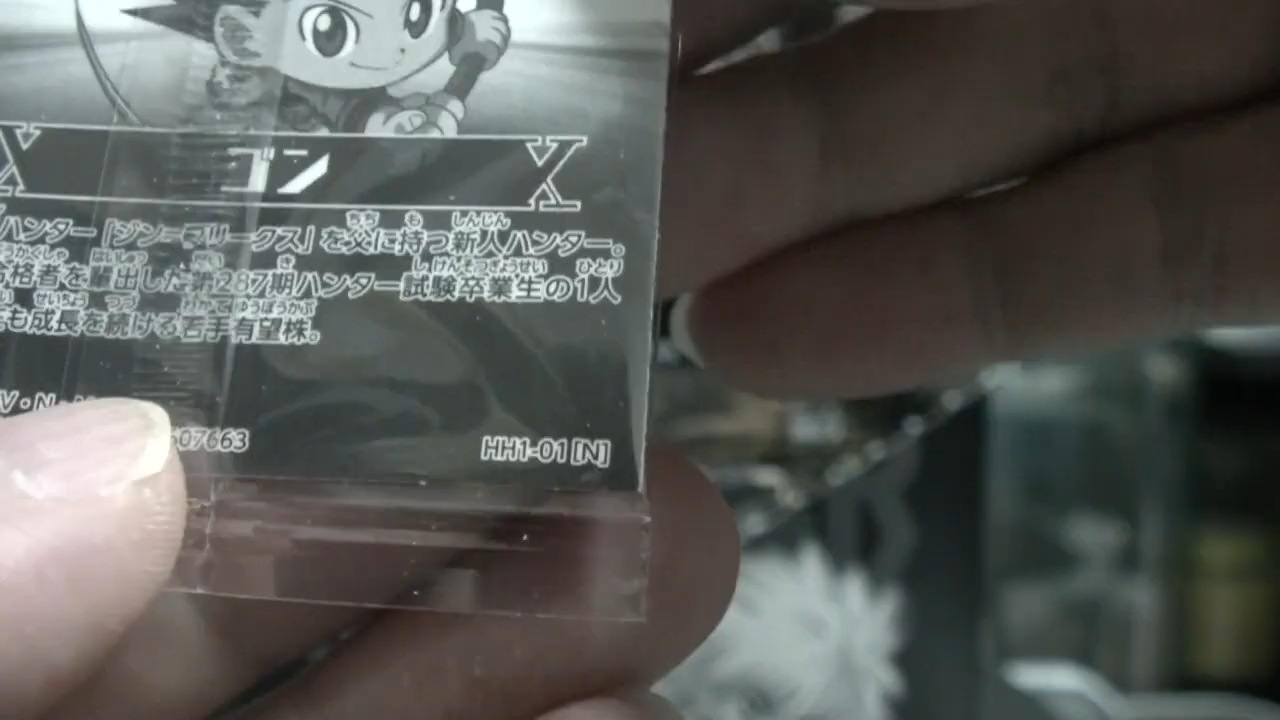 X ゴン X
ハンター「ジン=フリークス」を父に持つ新人ハンター。
合格者を輩出した第287期ハンター試験卒業生の1人
も成長を続ける若手有望株。
V・N・
07663
HH1-01 [N]